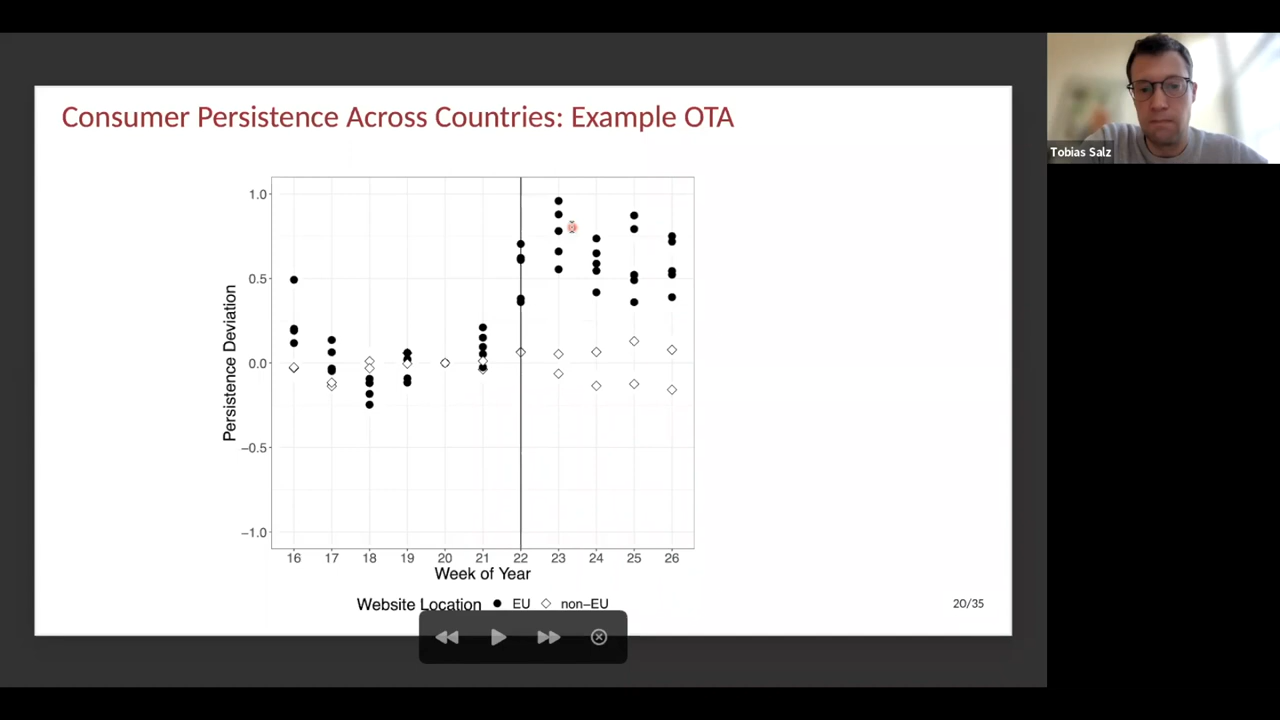 Consumer Persistence Across Countries: Example OTA
Tobias Salz
Persistence Deviation
1.0
0.5
0.0
−0.5
−1.0
16 17 18 19 20 21 22 23 24 25 26
Week of Year
Website Location EU non−EU
20/35